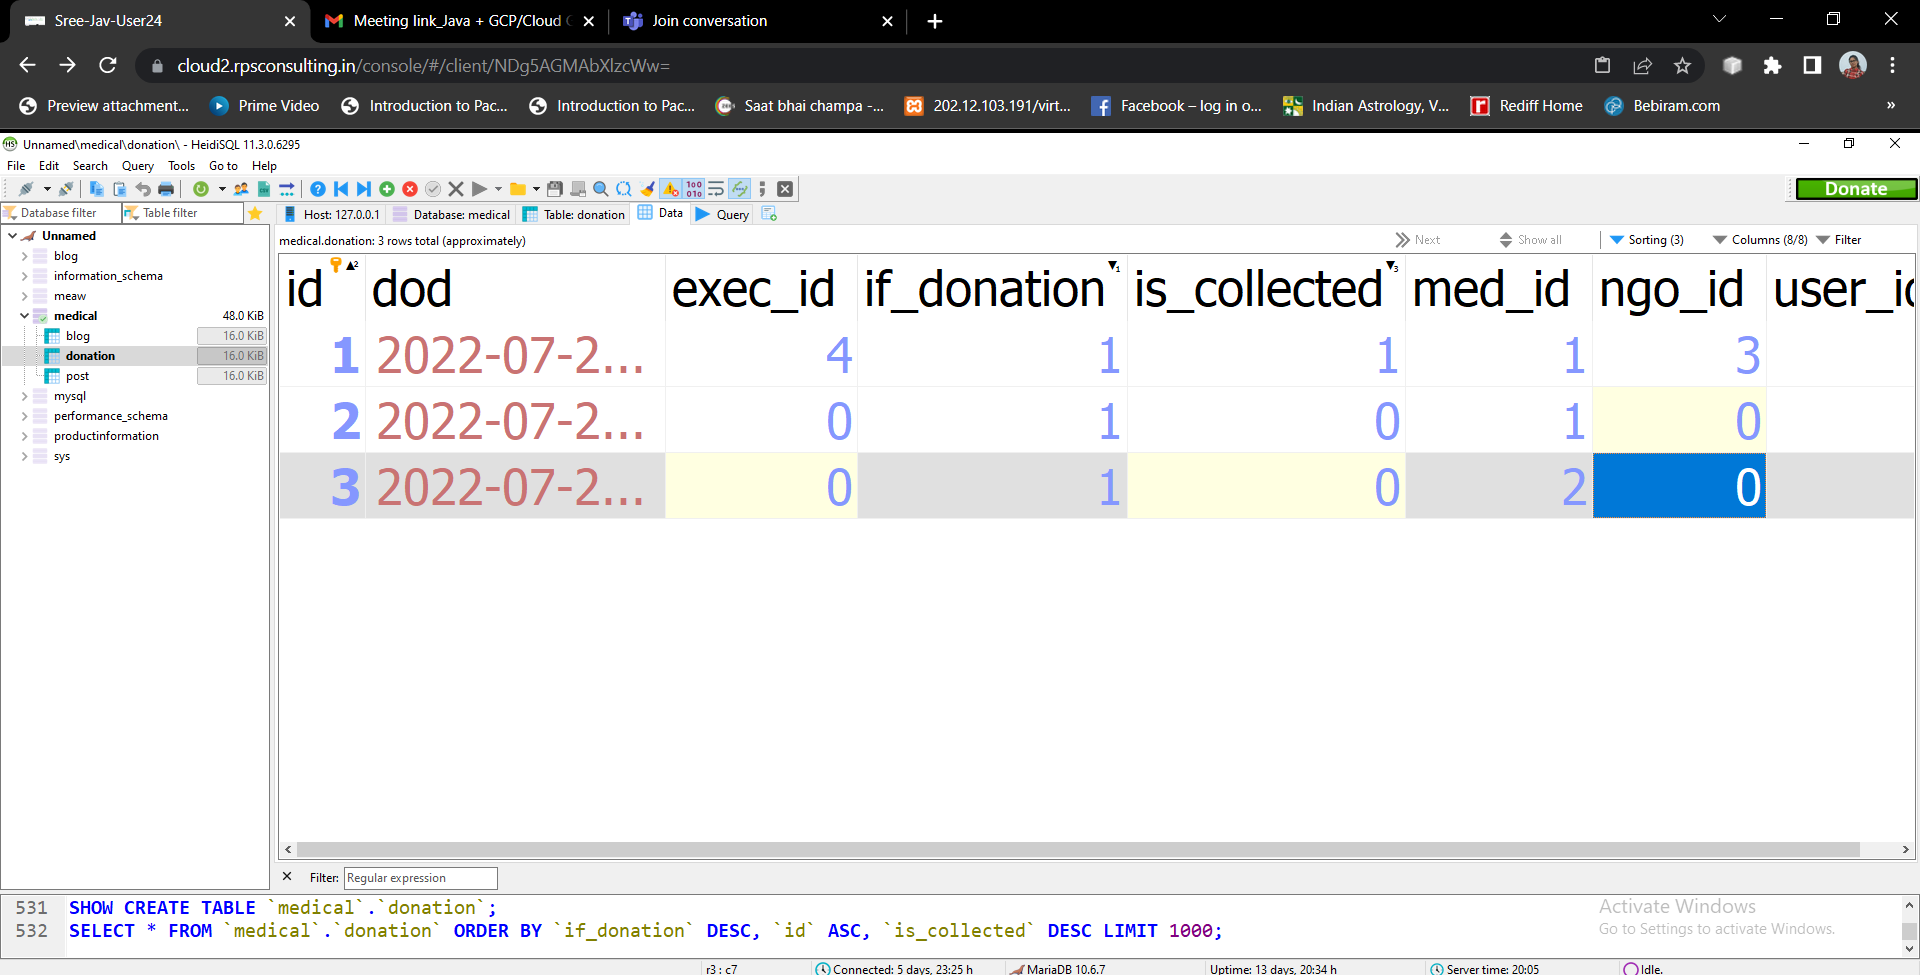 Sree-Jav-User24
Meeting link_Java + GCP/Cloud
Join conversation
cloud2.rpsconsulting.in/console/#/client/NDg5AGMAbXlzcWw=
Preview attachment...
Prime Video
Introduction to Pac...
Introduction to Pac...
Saat bhai champa -...
202.12.103.191/virt...
Facebook – log in o...
Indian Astrology, V...
Rediff Home
Bebiram.com
»
Unnamed\medical\donation\ - HeidiSQL 11.3.0.6295
File Edit Search Query Tools Go to Help
Donate
Database filter
Table filter
Host: 127.0.0.1
Database: medical
Table: donation
Data
Query
Unnamed
blog
information_schema
meaw
medical 48.0 KiB
blog 16.0 KiB
donation 16.0 KiB
post 16.0 KiB
mysql
performance_schema
productinformation
sys
medical.donation: 3 rows total (approximately)
Next
Show all
Sorting (3)
Columns (8/8)
Filter
id dod exec_id if_donation is_collected med_id ngo_id user_id
1 2022-07-2... 4 1 1 1 3
2 2022-07-2... 0 1 0 1 0
3 2022-07-2... 0 1 0 2 0
Filter: Regular expression
531 SHOW CREATE TABLE `medical`.`donation`;
532 SELECT * FROM `medical`.`donation` ORDER BY `if_donation` DESC, `id` ASC, `is_collected` DESC LIMIT 1000;
Activate Windows
Go to Settings to activate Windows.
r3 : c7
Connected: 5 days, 23:25 h
MariaDB 10.6.7
Uptime: 13 days, 20:34 h
Server time: 20:05
Idle.